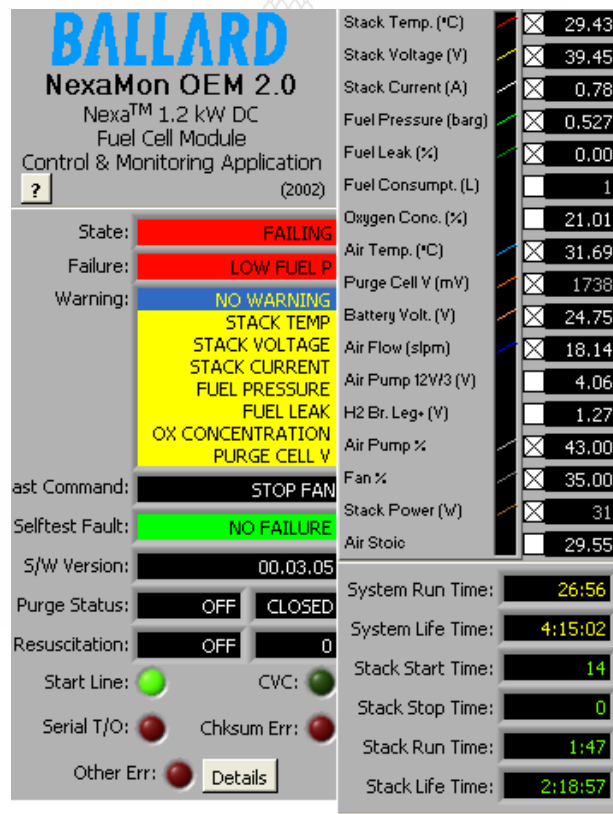 BALLARD
NexaMon OEM 2.0
Nexa™ 1.2 kW DC
Fuel Cell Module
Control & Monitoring Application
? (2002)
State: FAILING
Failure: LOW FUEL P
Warning: NO WARNING
STACK TEMP
STACK VOLTAGE
STACK CURRENT
FUEL PRESSURE
FUEL LEAK
OX CONCENTRATION
PURGE CELL V
ast Command: STOP FAN
Selftest Fault: NO FAILURE
S/W Version: 00.03.05
Purge Status: OFF CLOSED
Resuscitation: OFF 0
Start Line: CVC:
Serial T/O: Chksum Err:
Other Err: Details
Stack Temp. (°C) 29.43
Stack Voltage (V) 39.45
Stack Current (A) 0.78
Fuel Pressure (barg) 0.527
Fuel Leak (%) 0.00
Fuel Consumpt. (L) 1
Oxygen Conc. (%) 21.01
Air Temp. (°C) 31.69
Purge Cell V (mV) 1738
Battery Volt. (V) 24.75
Air Flow (slpm) 18.14
Air Pump 12V/3 (V) 4.06
H2 Br. Leg+ (V) 1.27
Air Pump % 43.00
Fan % 35.00
Stack Power (W) 31
Air Stoic 29.55
System Run Time: 26:56
System Life Time: 4:15:02
Stack Start Time: 14
Stack Stop Time: 0
Stack Run Time: 1:47
Stack Life Time: 2:18:57